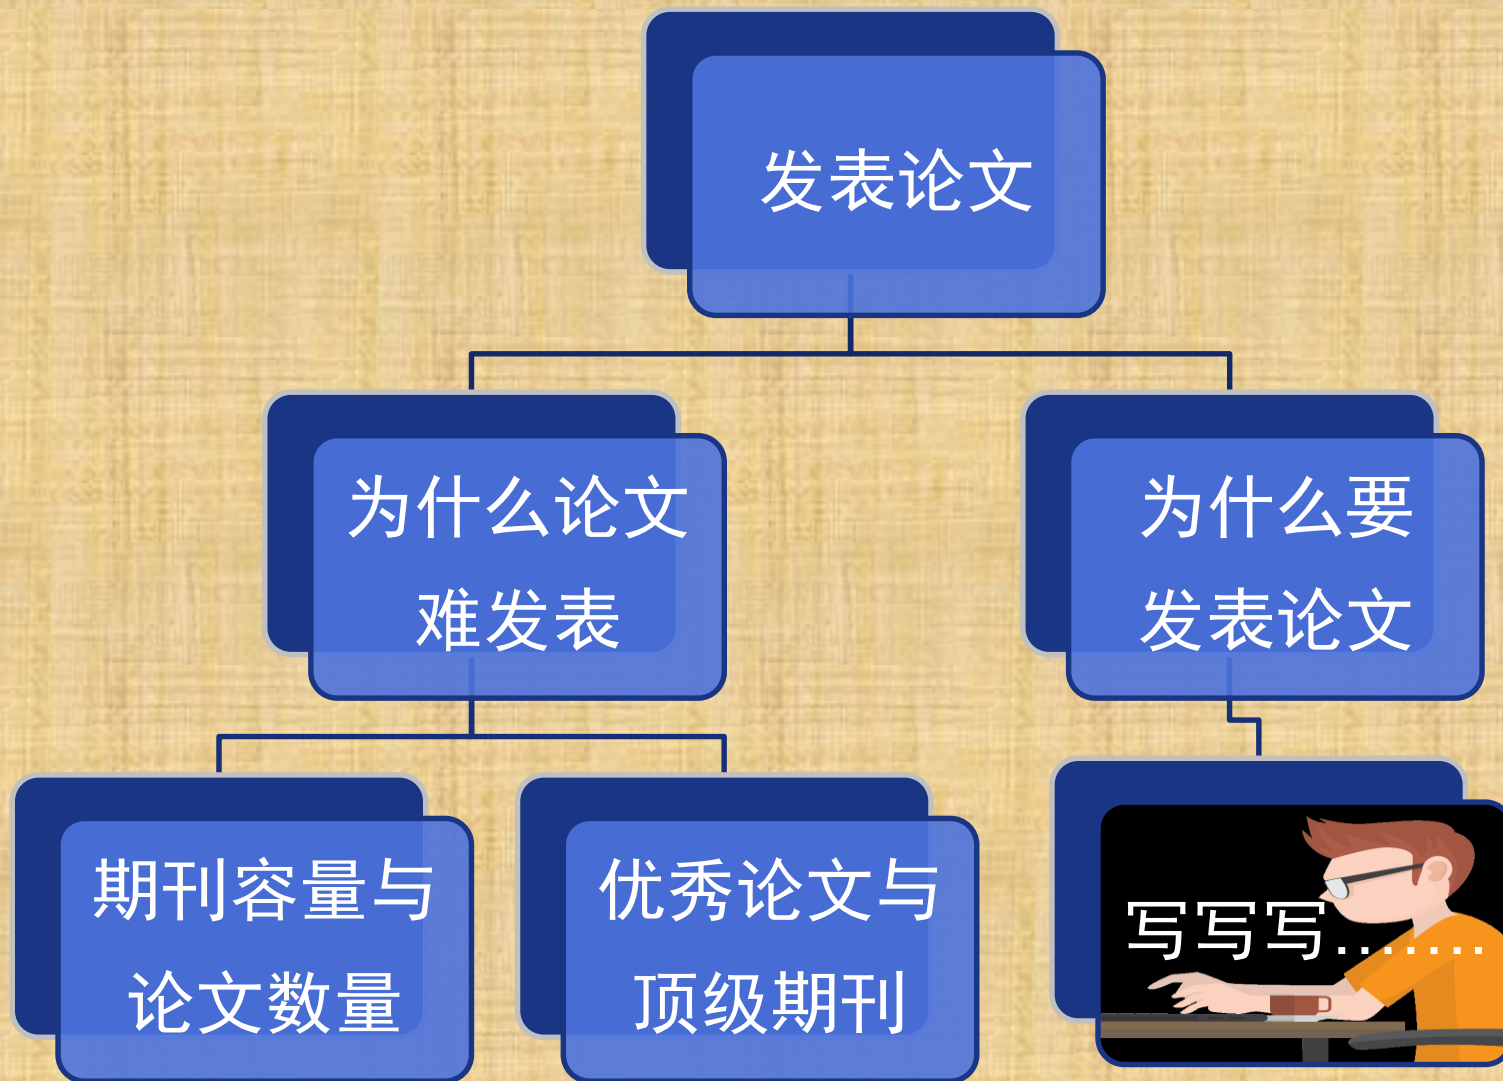 发表论文
为什么论文
难发表
为什么要
发表论文
期刊容量与
论文数量
优秀论文与
顶级期刊
写写写.......